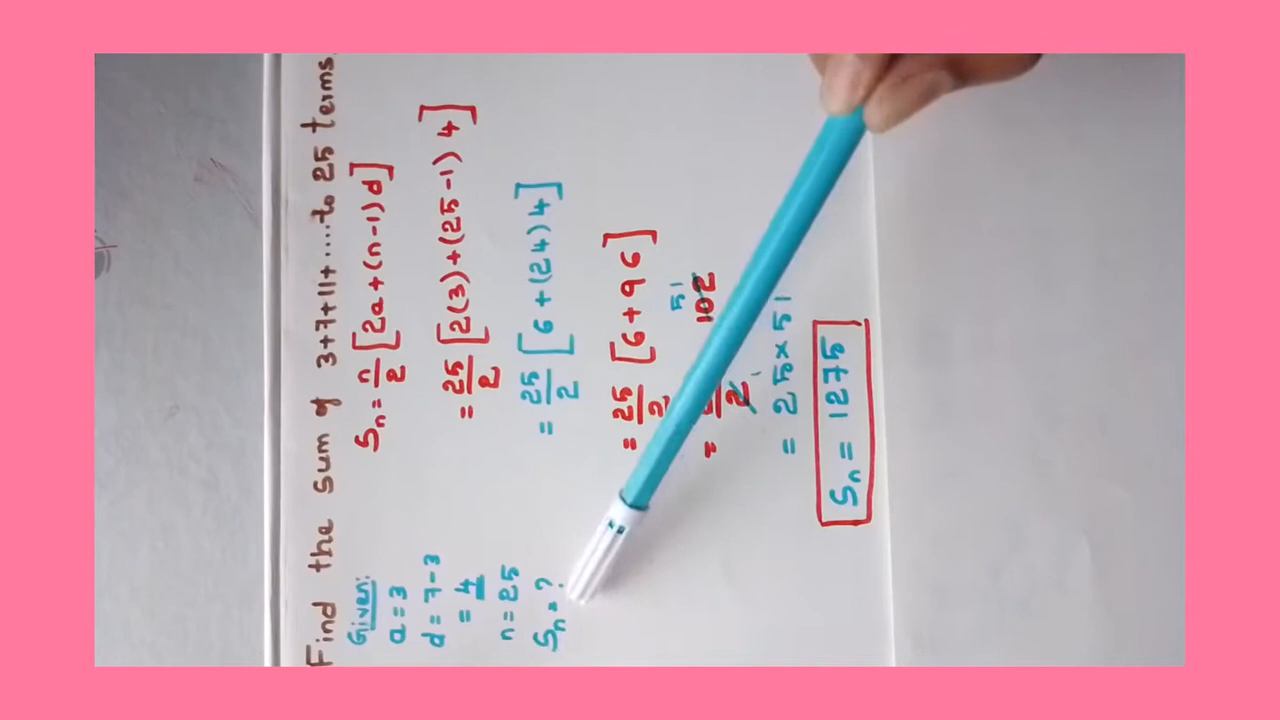 Find the sum of 3+7+11+....to 25 terms.
Given:
a = 3
d = 7-3
= 4
n = 25
Sn = ?
Sn = n/2 [2a+(n-1)d]
= 25/2 [2(3)+(25-1)4]
= 25/2 [6+(24)4]
= 25/2 [6+96]
51
= 2 102
1
= 25×51
Sn = 1275